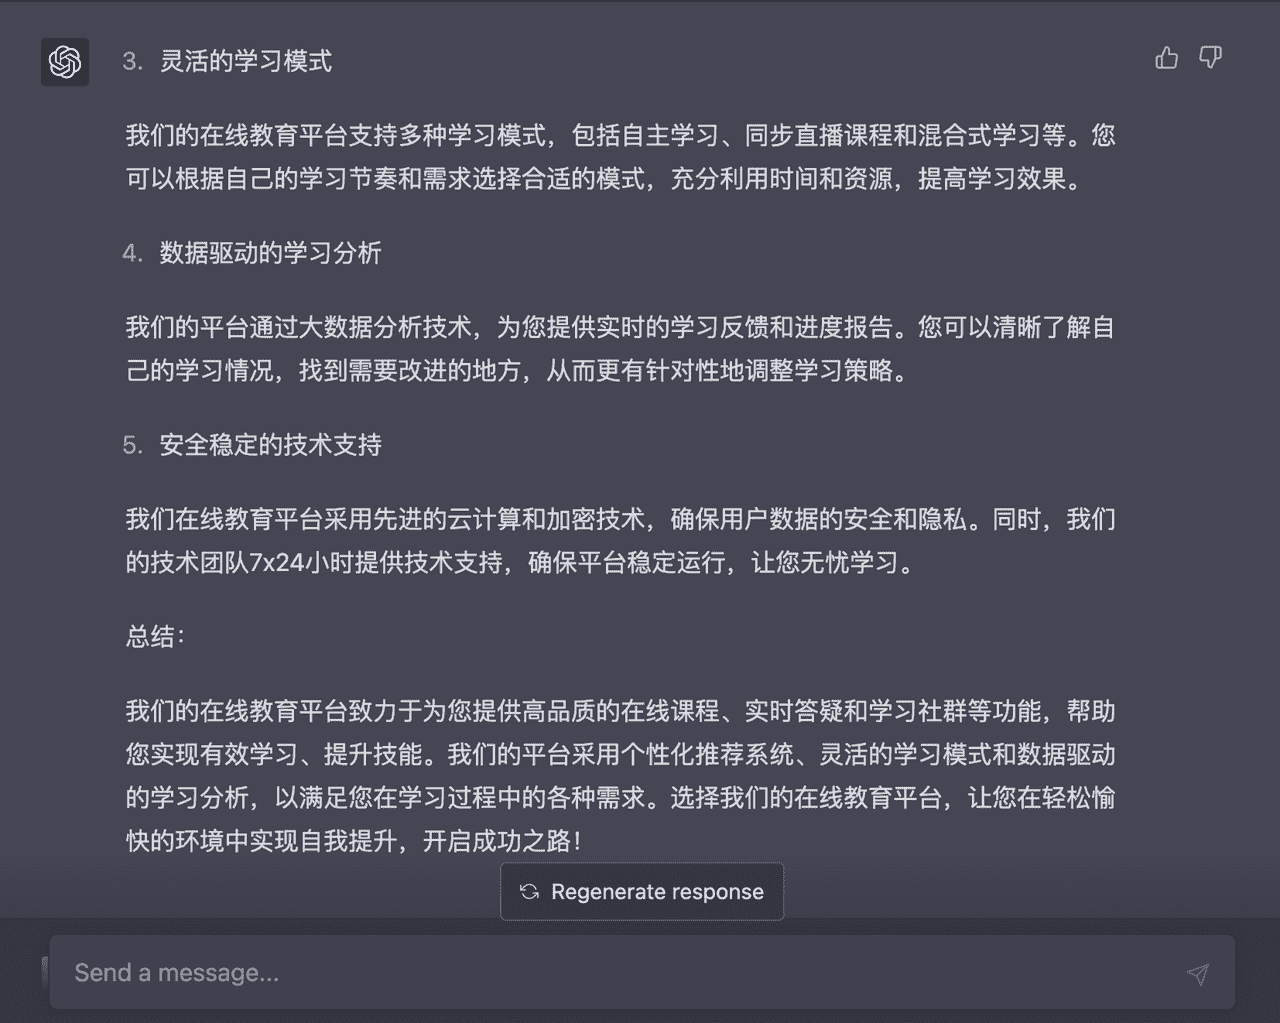 3. 灵活的学习模式
我们的在线教育平台支持多种学习模式，包括自主学习、同步直播课程和混合式学习等。您
可以根据自己的学习节奏和需求选择合适的模式，充分利用时间和资源，提高学习效果。
4. 数据驱动的学习分析
我们的平台通过大数据分析技术，为您提供实时的学习反馈和进度报告。您可以清晰了解自
己的学习情况，找到需要改进的地方，从而更有针对性地调整学习策略。
5. 安全稳定的技术支持
我们在线教育平台采用先进的云计算和加密技术，确保用户数据的安全和隐私。同时，我们
的技术团队7x24小时提供技术支持，确保平台稳定运行，让您无忧学习。
总结：
我们的在线教育平台致力于为您提供高品质的在线课程、实时答疑和学习社群等功能，帮助
您实现有效学习、提升技能。我们的平台采用个性化推荐系统、灵活的学习模式和数据驱动
的学习分析，以满足您在学习过程中的各种需求。选择我们的在线教育平台，让您在轻松愉
快的环境中实现自我提升，开启成功之路！
Regenerate response
Send a message...